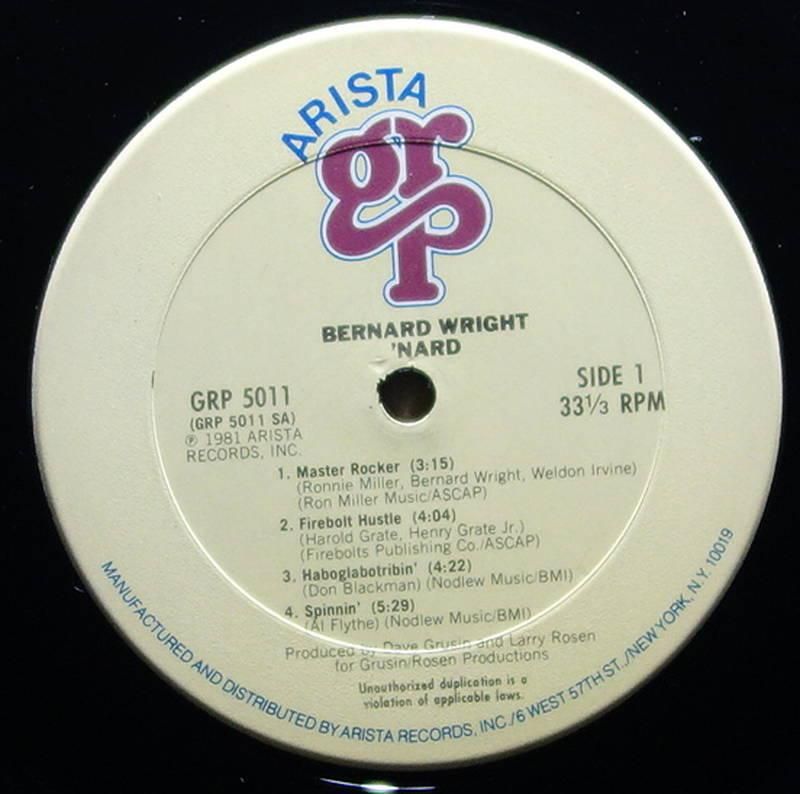 ARISTA
grp
BERNARD WRIGHT
'NARD
GRP 5011
(GRP 5011 SA)
℗ 1981 ARISTA
RECORDS, INC.
SIDE 1
33⅓ RPM
1. Master Rocker (3:15)
(Ronnie Miller, Bernard Wright, Weldon Irvine)
(Ron Miller Music/ASCAP)
2. Firebolt Hustle (4:04)
(Harold Grate, Henry Grate Jr.)
(Firebolts Publishing Co./ASCAP)
3. Haboglabotribin' (4:22)
(Don Blackman) (Nodlew Music/BMI)
4. Spinnin' (5:29)
(Al Flythe) (Nodlew Music/BMI)
Produced by Dave Grusin and Larry Rosen
for Grusin/Rosen Productions
Unauthorized duplication is a
violation of applicable laws.
MANUFACTURED AND DISTRIBUTED BY ARISTA RECORDS, INC./6 WEST 57TH ST../NEW YORK, N.Y. 10019